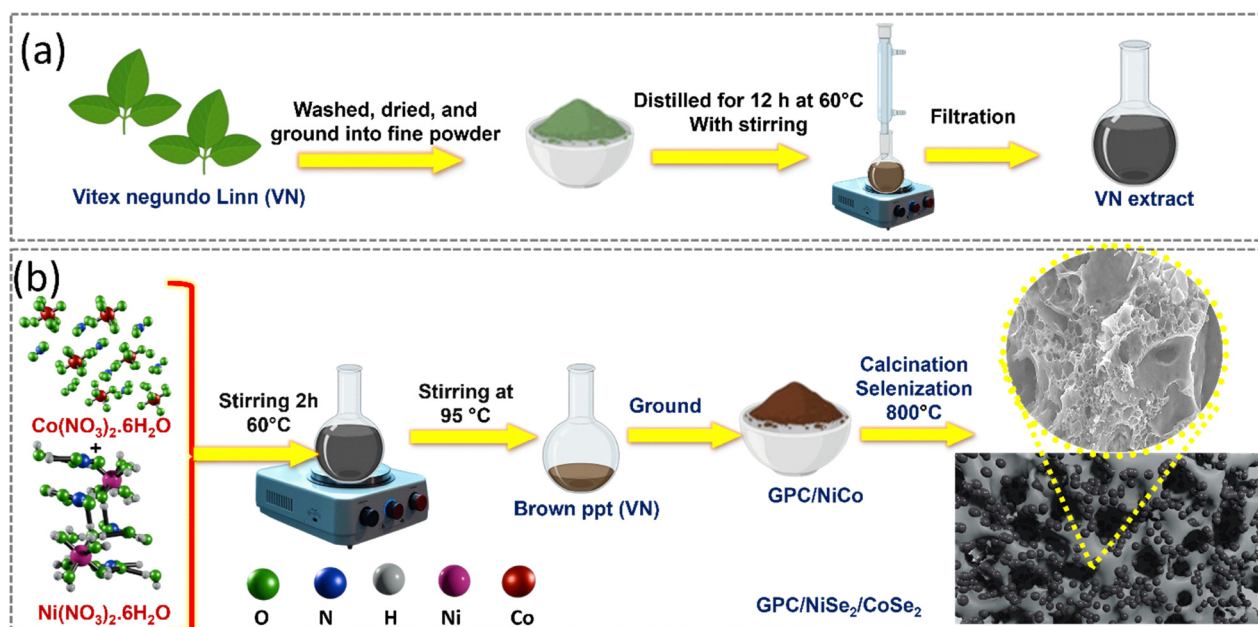 (a)
Washed, dried, and
ground into fine powder
Distilled for 12 h at 60°C
With stirring
Filtration
Vitex negundo Linn (VN)
VN extract
(b)
Co(NO₃)₂.6H₂O
+
Ni(NO₃)₂.6H₂O
Stirring 2h
60°C
Stirring at
95 °C
Brown ppt (VN)
Ground
GPC/NiCo
Calcination
Selenization
800°C
O N H Ni Co
GPC/NiSe₂/CoSe₂